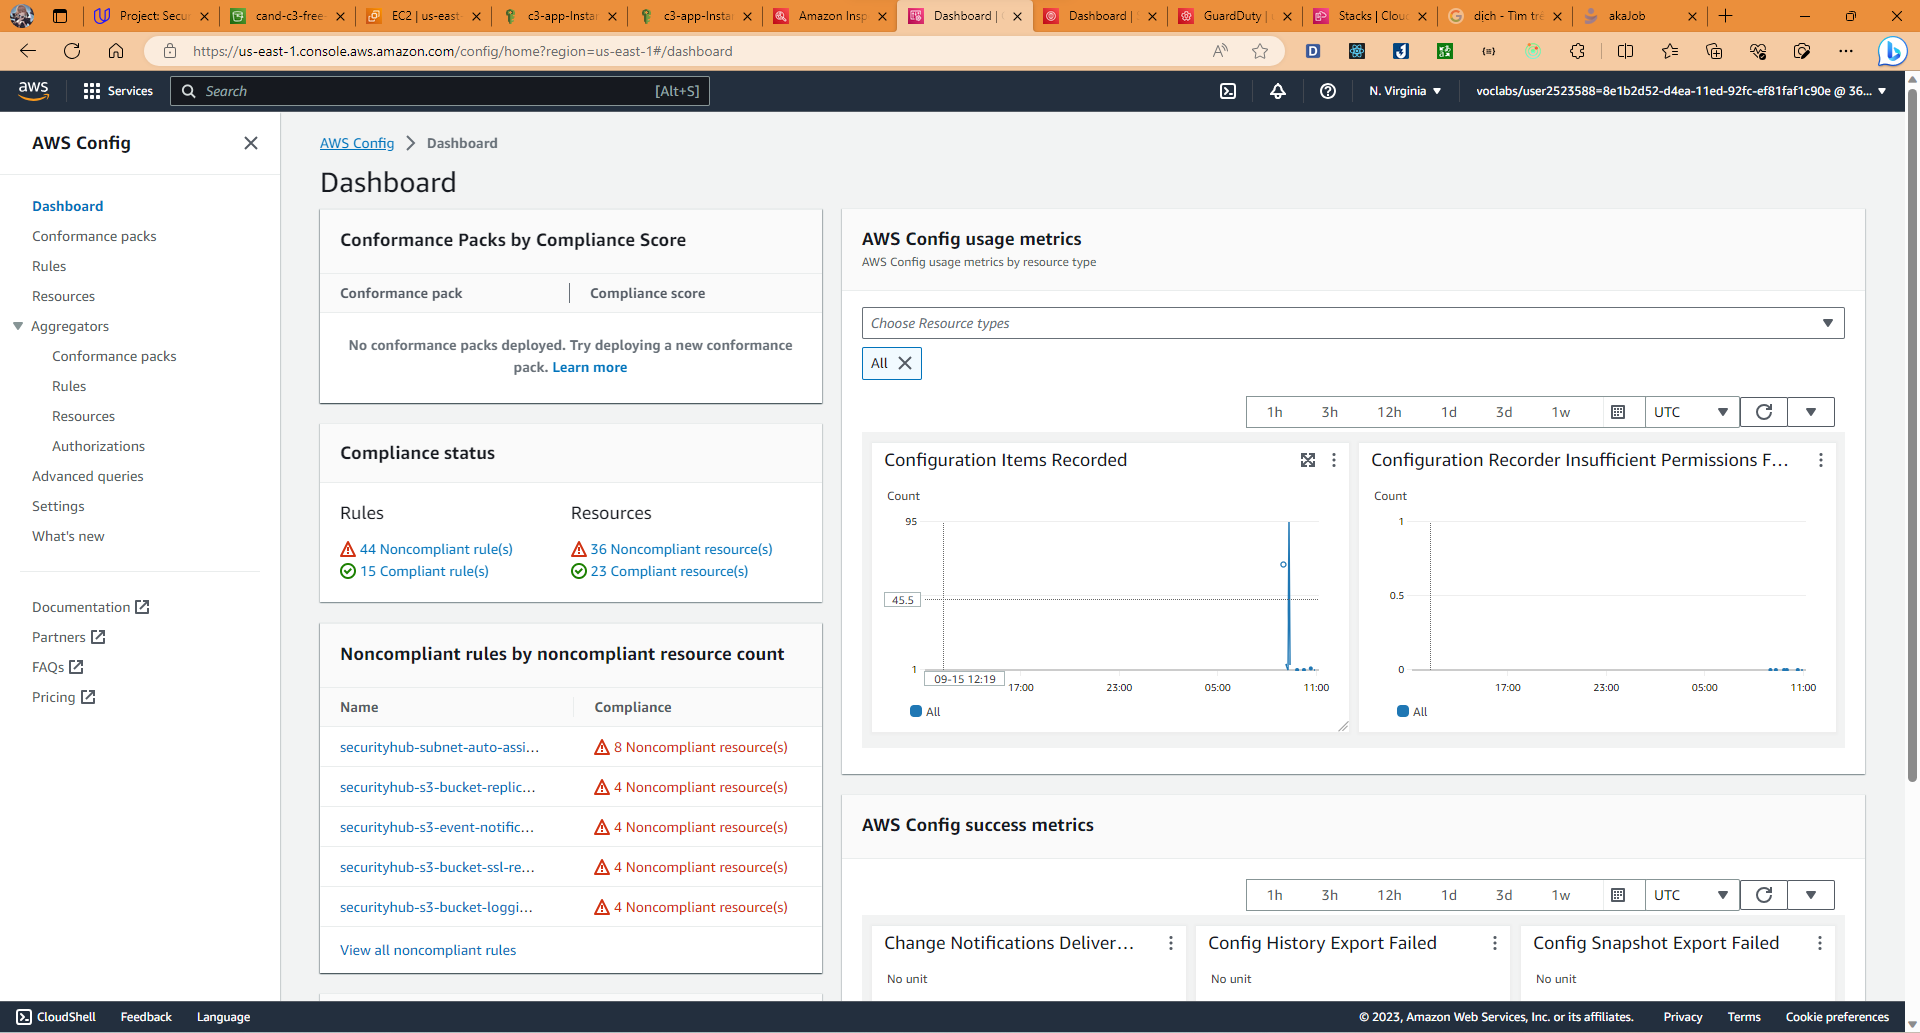 Project: Secu
cand-c3-free-
EC2 | us-east-
c3-app-Instar
c3-app-Instar
Amazon Insp
Dashboard |
Dashboard |
GuardDuty |
Stacks | Clou
dịch - Tìm trê
akaJob
https://us-east-1.console.aws.amazon.com/config/home?region=us-east-1#/dashboard
aws
Services
Search
[Alt+S]
N. Virginia
voclabs/user2523588=8e1b2d52-d4ea-11ed-92fc-ef81faf1c90e @ 36...
AWS Config
Dashboard
Conformance packs
Rules
Resources
Aggregators
Conformance packs
Rules
Resources
Authorizations
Advanced queries
Settings
What's new
Documentation
Partners
FAQs
Pricing
AWS Config
Dashboard
Dashboard
Conformance Packs by Compliance Score
Conformance pack
Compliance score
No conformance packs deployed. Try deploying a new conformance
pack. Learn more
Compliance status
Rules
Resources
44 Noncompliant rule(s)
36 Noncompliant resource(s)
15 Compliant rule(s)
23 Compliant resource(s)
Noncompliant rules by noncompliant resource count
Name
Compliance
securityhub-subnet-auto-assi...
8 Noncompliant resource(s)
securityhub-s3-bucket-replic...
4 Noncompliant resource(s)
securityhub-s3-event-notific...
4 Noncompliant resource(s)
securityhub-s3-bucket-ssl-re...
4 Noncompliant resource(s)
securityhub-s3-bucket-loggi...
4 Noncompliant resource(s)
View all noncompliant rules
AWS Config usage metrics
AWS Config usage metrics by resource type
Choose Resource types
All
1h 3h 12h 1d 3d 1w UTC
Configuration Items Recorded
Count
95
45.5
1
09-15 12:19
17:00
23:00
05:00
11:00
All
Configuration Recorder Insufficient Permissions F...
Count
1
0.5
0
17:00
23:00
05:00
11:00
All
AWS Config success metrics
1h 3h 12h 1d 3d 1w UTC
Change Notifications Deliver...
No unit
Config History Export Failed
No unit
Config Snapshot Export Failed
No unit
CloudShell
Feedback
Language
© 2023, Amazon Web Services, Inc. or its affiliates.
Privacy
Terms
Cookie preferences